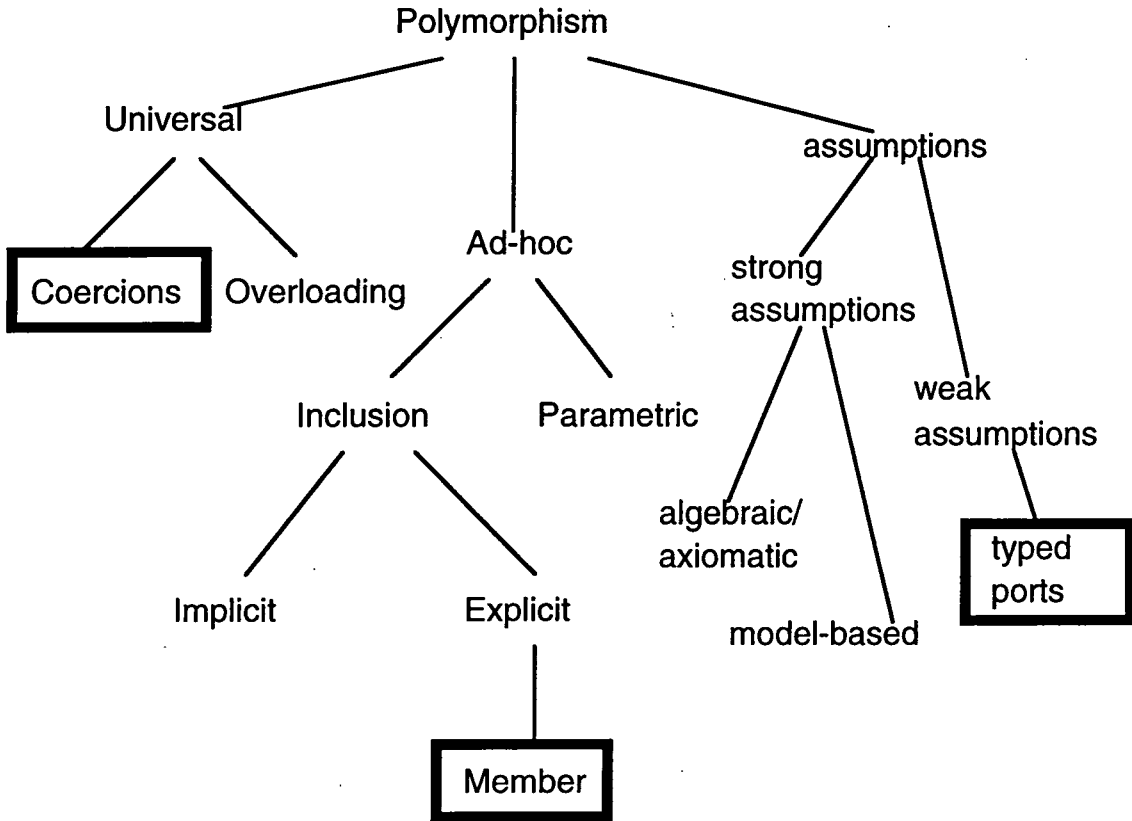 Polymorphism
Universal
assumptions
Ad-hoc
Coercions
Overloading
strong
assumptions
Inclusion
Parametric
weak
assumptions
algebraic/
axiomatic
typed
ports
Implicit
Explicit
model-based
Member